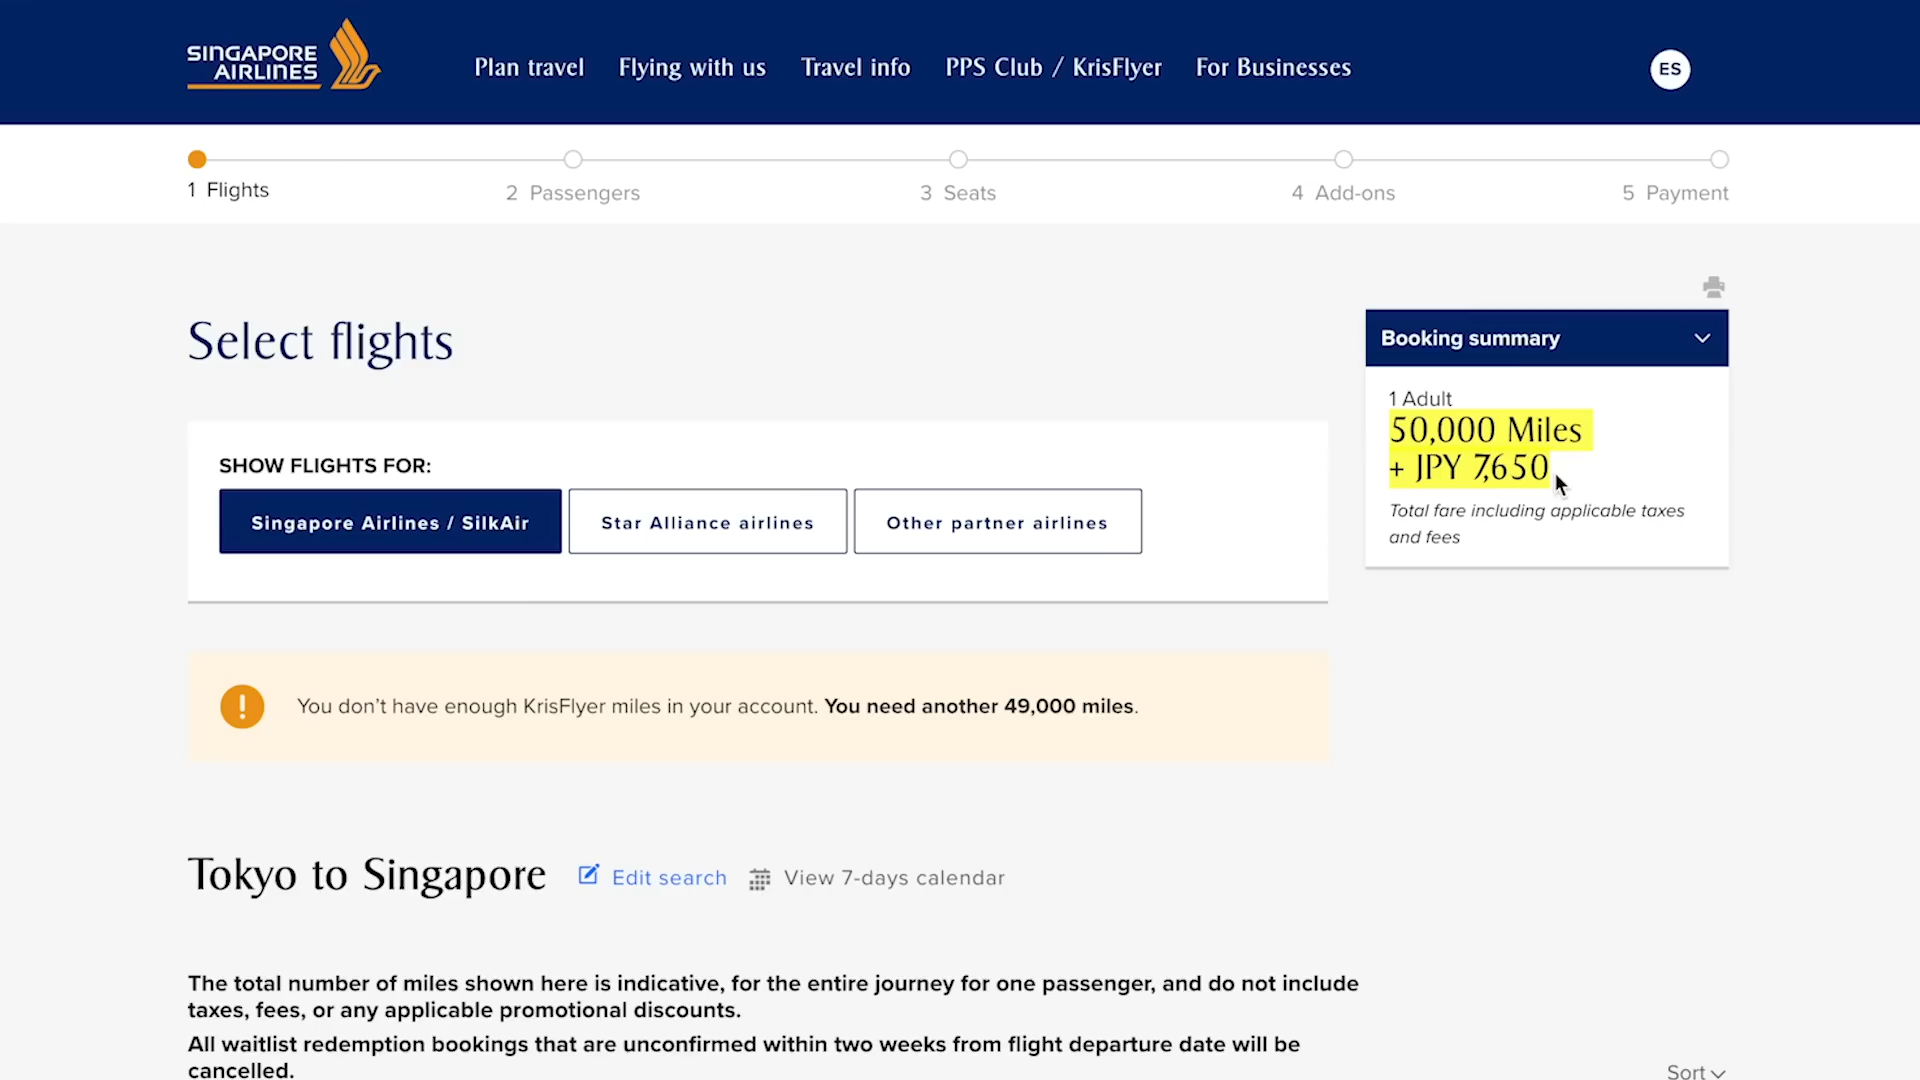 SINGAPORE
AIRLINES
Plan travel
Flying with us
Travel info
PPS Club / KrisFlyer
For Businesses
ES
1 Flights
2 Passengers
3 Seats
4 Add-ons
5 Payment
Select flights
Booking summary
1 Adult
50,000 Miles
+ JPY 7,650
Total fare including applicable taxes
and fees
SHOW FLIGHTS FOR:
Singapore Airlines / SilkAir
Star Alliance airlines
Other partner airlines
You don't have enough KrisFlyer miles in your account. You need another 49,000 miles.
Tokyo to Singapore
Edit search
View 7-days calendar
The total number of miles shown here is indicative, for the entire journey for one passenger, and do not include
taxes, fees, or any applicable promotional discounts.
All waitlist redemption bookings that are unconfirmed within two weeks from flight departure date will be
cancelled.
Sort